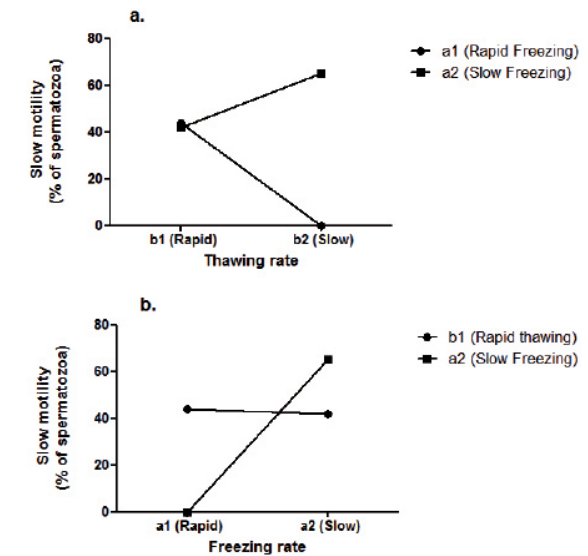 a.
80
60
40
20
0
Slow motility
(% of spermatozoa)
b1 (Rapid)
b2 (Slow)
Thawing rate
a1 (Rapid Freezing)
a2 (Slow Freezing)
b.
80
60
40
20
0
Slow motility
(% of spermatozoa)
a1 (Rapid)
a2 (Slow)
Freezing rate
b1 (Rapid thawing)
a2 (Slow Freezing)